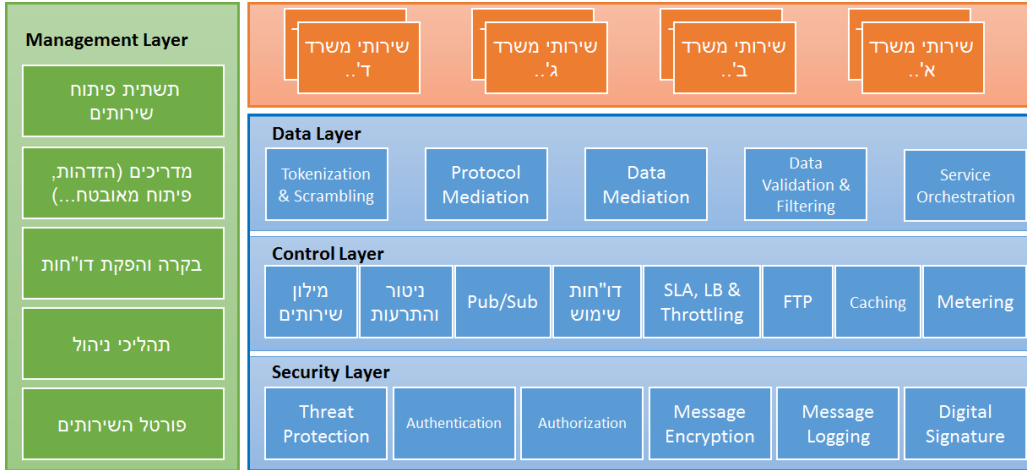 Management Layer
תשתית פיתוח
שירותים
מדריכים (הזדהות,
פיתוח מאובטח...)
בקרה והפקת דו"חות
תהליכי ניהול
פורטל השירותים
שירותי משרד
א'..
שירותי משרד
ב'..
שירותי משרד
ג'..
שירותי משרד
ד'..
Data Layer
Tokenization
& Scrambling
Protocol
Mediation
Data
Mediation
Data
Validation &
Filtering
Service
Orchestration
Control Layer
מילון
שירותים
ניטור
והתרעות
Pub/Sub
דו"חות
שימוש
SLA, LB &
Throttling
FTP
Caching
Metering
Security Layer
Threat
Protection
Authentication
Authorization
Message
Encryption
Message
Logging
Digital
Signature